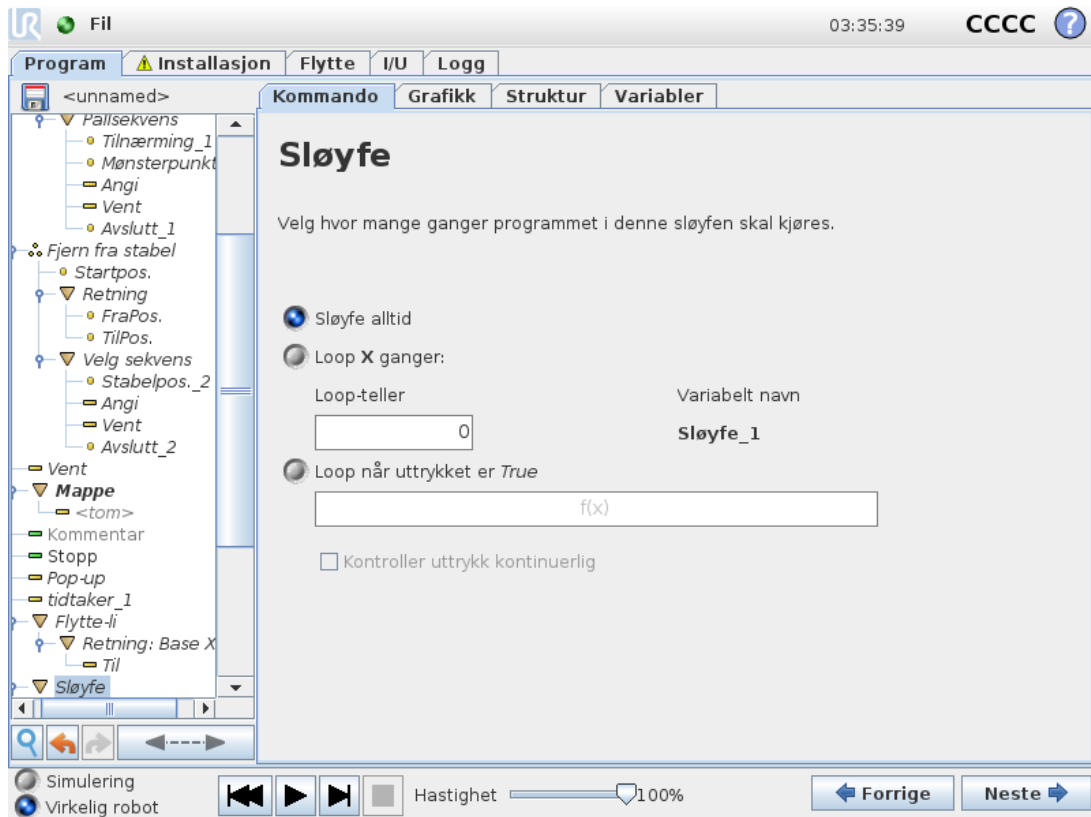 Fil
03:35:39
CCCC
?
Program
Installasjon
Flytte
I/U
Logg
<unnamed>
Kommando
Grafikk
Struktur
Variabler
Pallsekvens
Tilnærming_1
Mønsterpunkt
Angi
Vent
Avslutt_1
Fjern fra stabel
Startpos.
Retning
FraPos.
TilPos.
Velg sekvens
Stabelpos._2
Angi
Vent
Avslutt_2
Vent
Mappe
<tom>
Kommentar
Stopp
Pop-up
tidtaker_1
Flytte-li
Retning: Base X
Til
Sløyfe
Sløyfe
Velg hvor mange ganger programmet i denne sløyfen skal kjøres.
Sløyfe alltid
Loop X ganger:
Loop-teller
Variabelt navn
0
Sløyfe_1
Loop når uttrykket er True
f(x)
Kontroller uttrykk kontinuerlig
Simulering
Virkelig robot
Hastighet
100%
Forrige
Neste